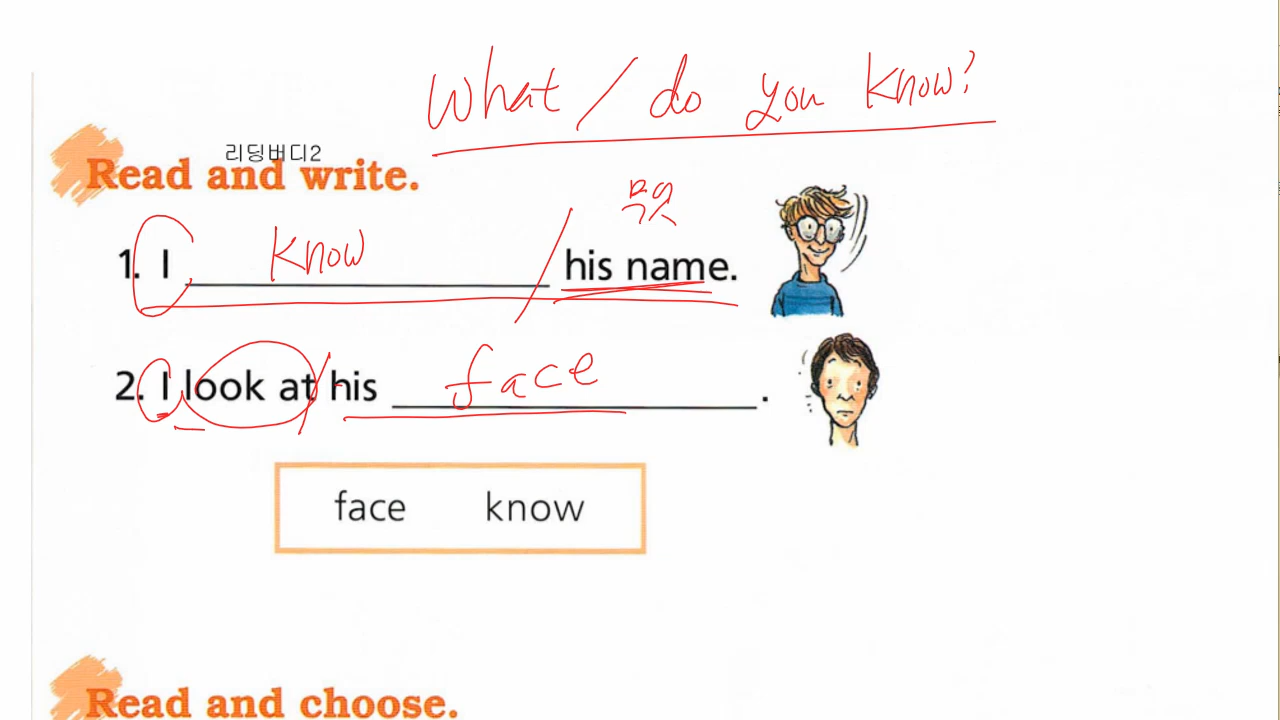 What / do you know?
리딩버디2
Read and write.
무엇
1. I know / his name.
2. I look at / his face.
face know
Read and choose.